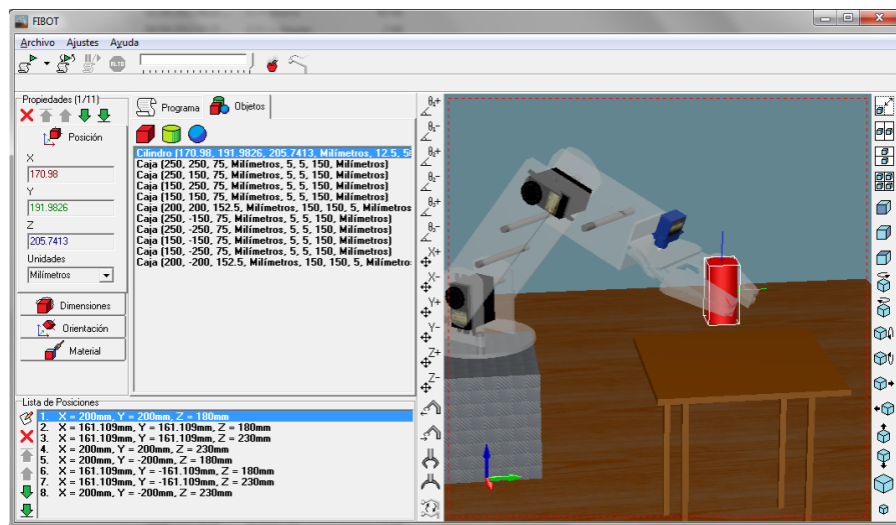 FIBOT
Archivo Ajustes Ayuda
ALTO
Propiedades (1/11)
Programa Objetos
Posición
X
170.98
Y
191.9826
Z
205.7413
Unidades
Milímetros
Dimensiones
Orientación
Material
Cilindro (170.98, 191.9826, 205.7413, Milímetros, 12.5, 5
Caja (250, 250, 75, Milímetros, 5, 5, 150, Milímetros)
Caja (250, 150, 75, Milímetros, 5, 5, 150, Milímetros)
Caja (150, 250, 75, Milímetros, 5, 5, 150, Milímetros)
Caja (150, 150, 75, Milímetros, 5, 5, 150, Milímetros)
Caja (200, 200, 152.5, Milímetros, 150, 150, 5, Milímetros
Caja (250, -150, 75, Milímetros, 5, 5, 150, Milímetros)
Caja (250, -250, 75, Milímetros, 5, 5, 150, Milímetros)
Caja (150, -150, 75, Milímetros, 5, 5, 150, Milímetros)
Caja (150, -250, 75, Milímetros, 5, 5, 150, Milímetros)
Caja (200, -200, 152.5, Milímetros, 150, 150, 5, Milímetro
θ₁+
θ₁-
θ₂+
θ₂-
θ₃+
θ₃-
X+
X-
Y+
Y-
Z+
Z-
Lista de Posiciones
1. X = 200mm, Y = 200mm, Z = 180mm
2. X = 161.109mm, Y = 161.109mm, Z = 180mm
3. X = 161.109mm, Y = 161.109mm, Z = 230mm
4. X = 200mm, Y = 200mm, Z = 230mm
5. X = 200mm, Y = -200mm, Z = 180mm
6. X = 161.109mm, Y = -161.109mm, Z = 180mm
7. X = 161.109mm, Y = -161.109mm, Z = 230mm
8. X = 200mm, Y = -200mm, Z = 230mm